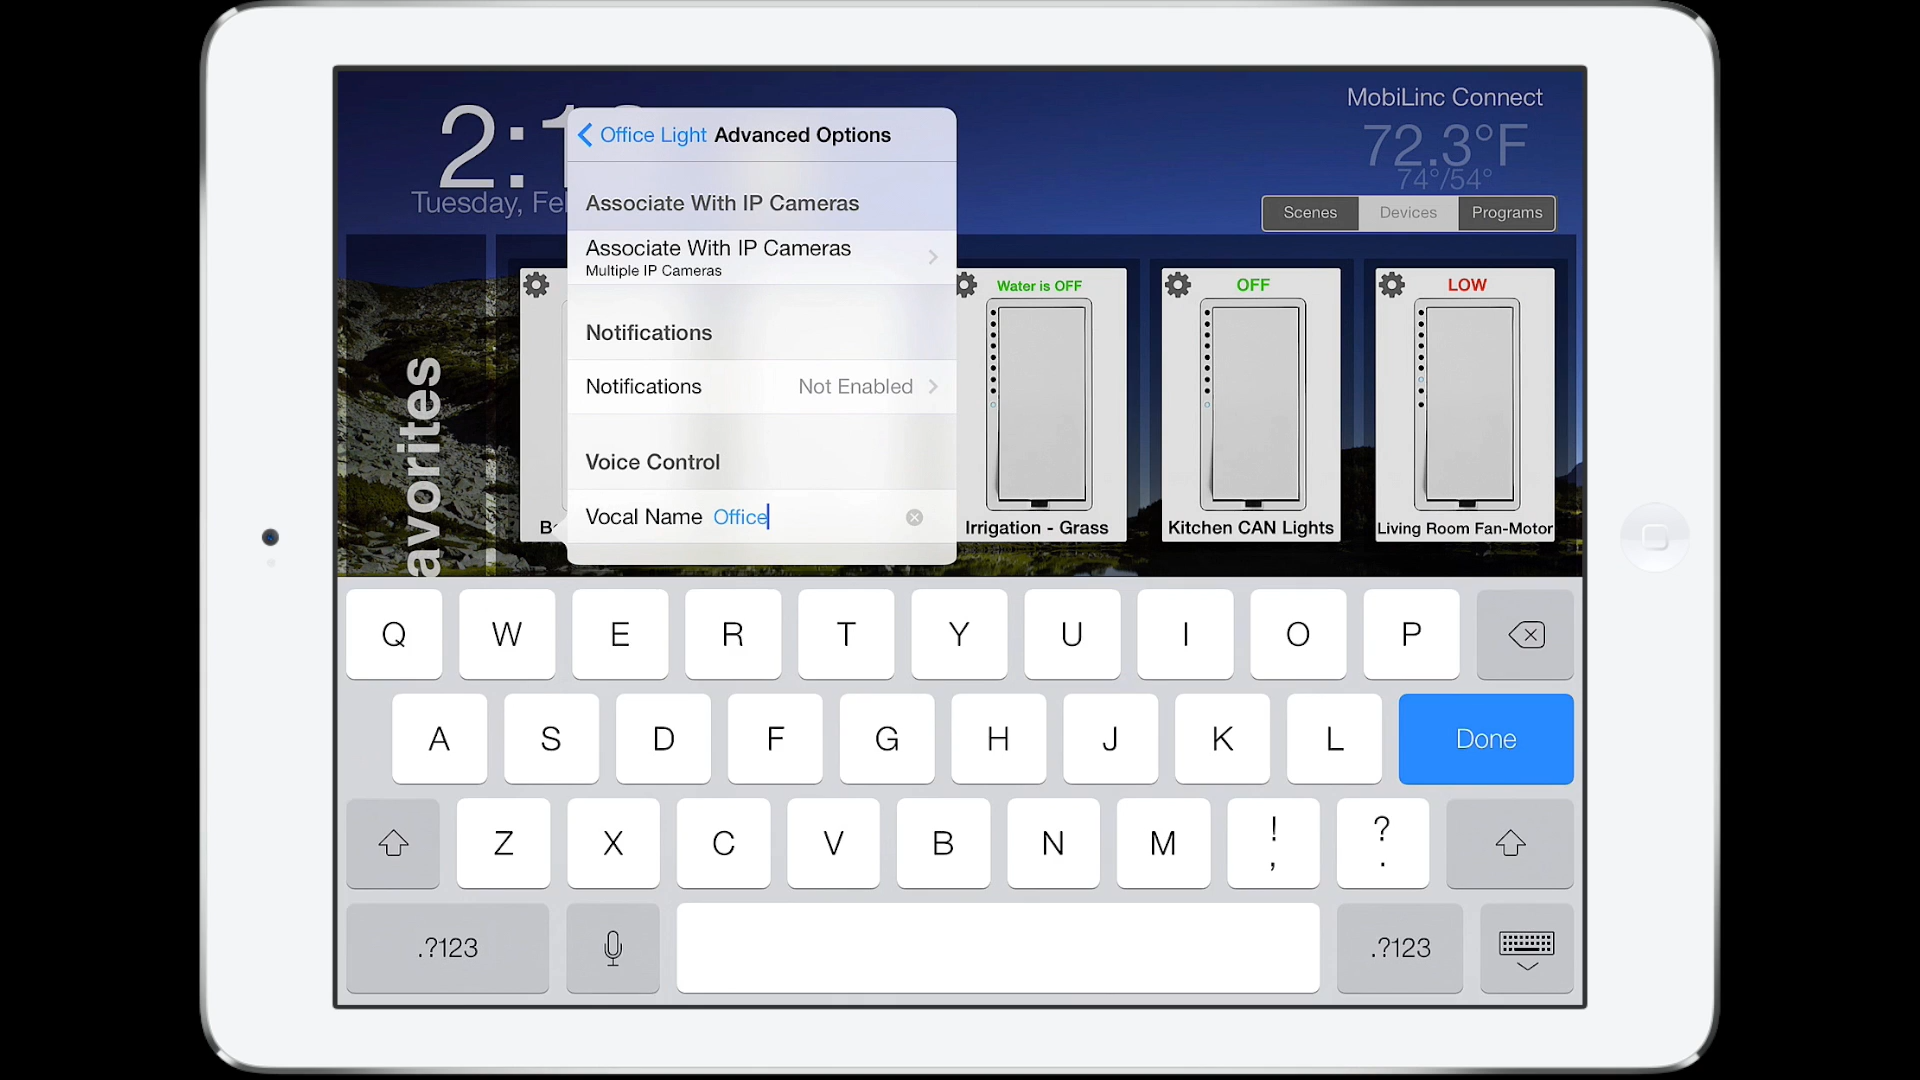 2:1
Tuesday, Fe
MobiLinc Connect
72.3°F
74°/54°
Scenes
Devices
Programs
Office Light
Advanced Options
Associate With IP Cameras
Associate With IP Cameras
Multiple IP Cameras
Notifications
Notifications
Not Enabled
Voice Control
Vocal Name
Office
avorites
B
Water is OFF
Irrigation - Grass
OFF
Kitchen CAN Lights
LOW
Living Room Fan-Motor
Q W E R T Y U I O P
A S D F G H J K L Done
Z X C V B N M ! , ? .
.?123 .?123